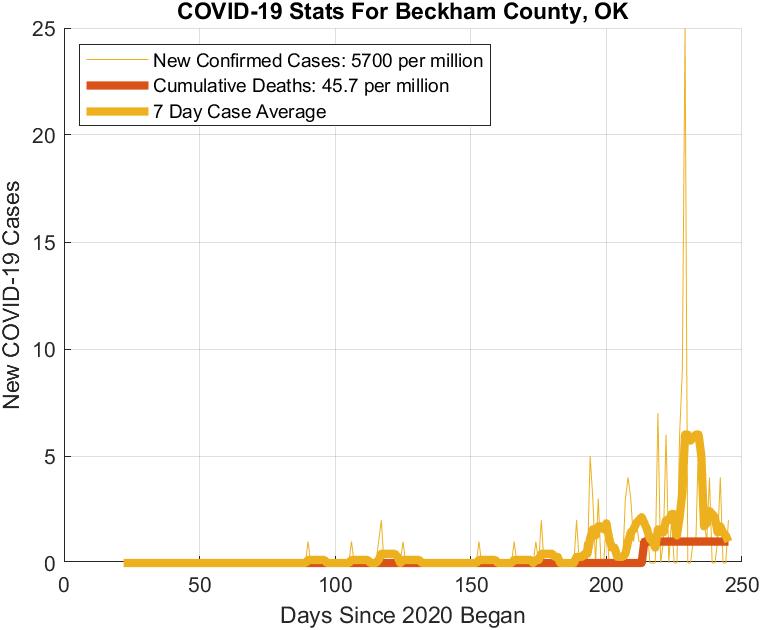 COVID-19 Stats For Beckham County, OK
New Confirmed Cases: 5700 per million
Cumulative Deaths: 45.7 per million
7 Day Case Average
New COVID-19 Cases
25
20
15
10
5
0
0 50 100 150 200 250
Days Since 2020 Began